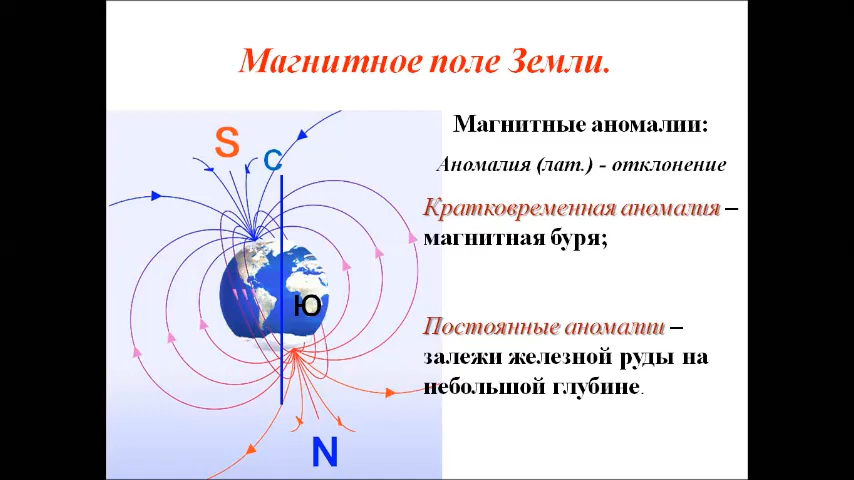 Магнитное поле Земли.
S
С
Ю
N
Магнитные аномалии:
Аномалия (лат.) - отклонение
Кратковременная аномалия –
магнитная буря;
Постоянные аномалии –
залежи железной руды на
небольшой глубине.